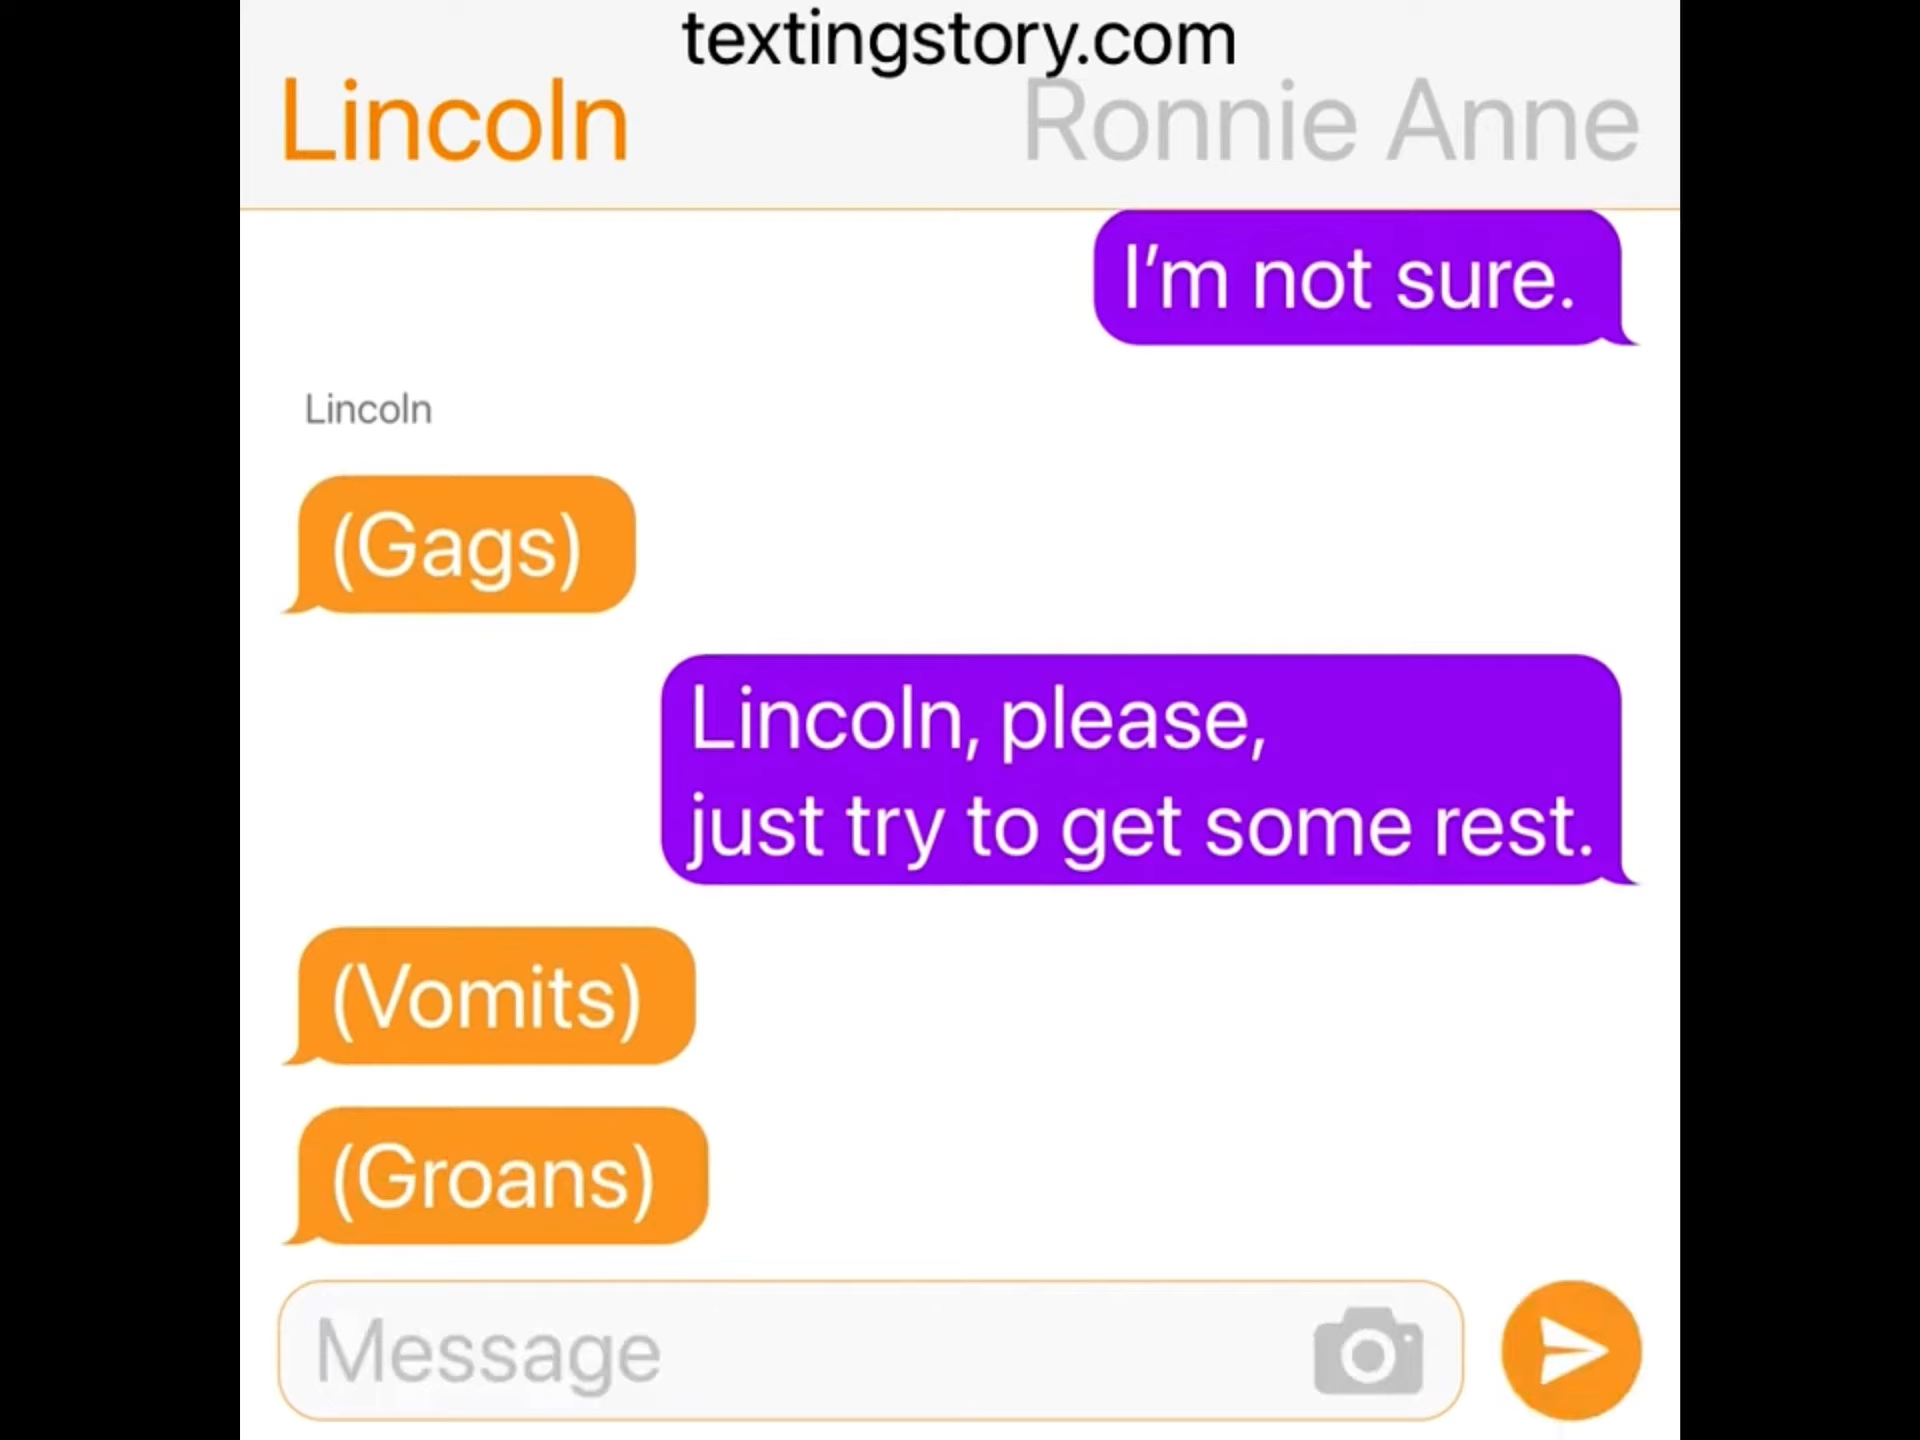 textingstory.com
Lincoln
Ronnie Anne
I’m not sure.
Lincoln
(Gags)
Lincoln, please,
just try to get some rest.
(Vomits)
(Groans)
Message